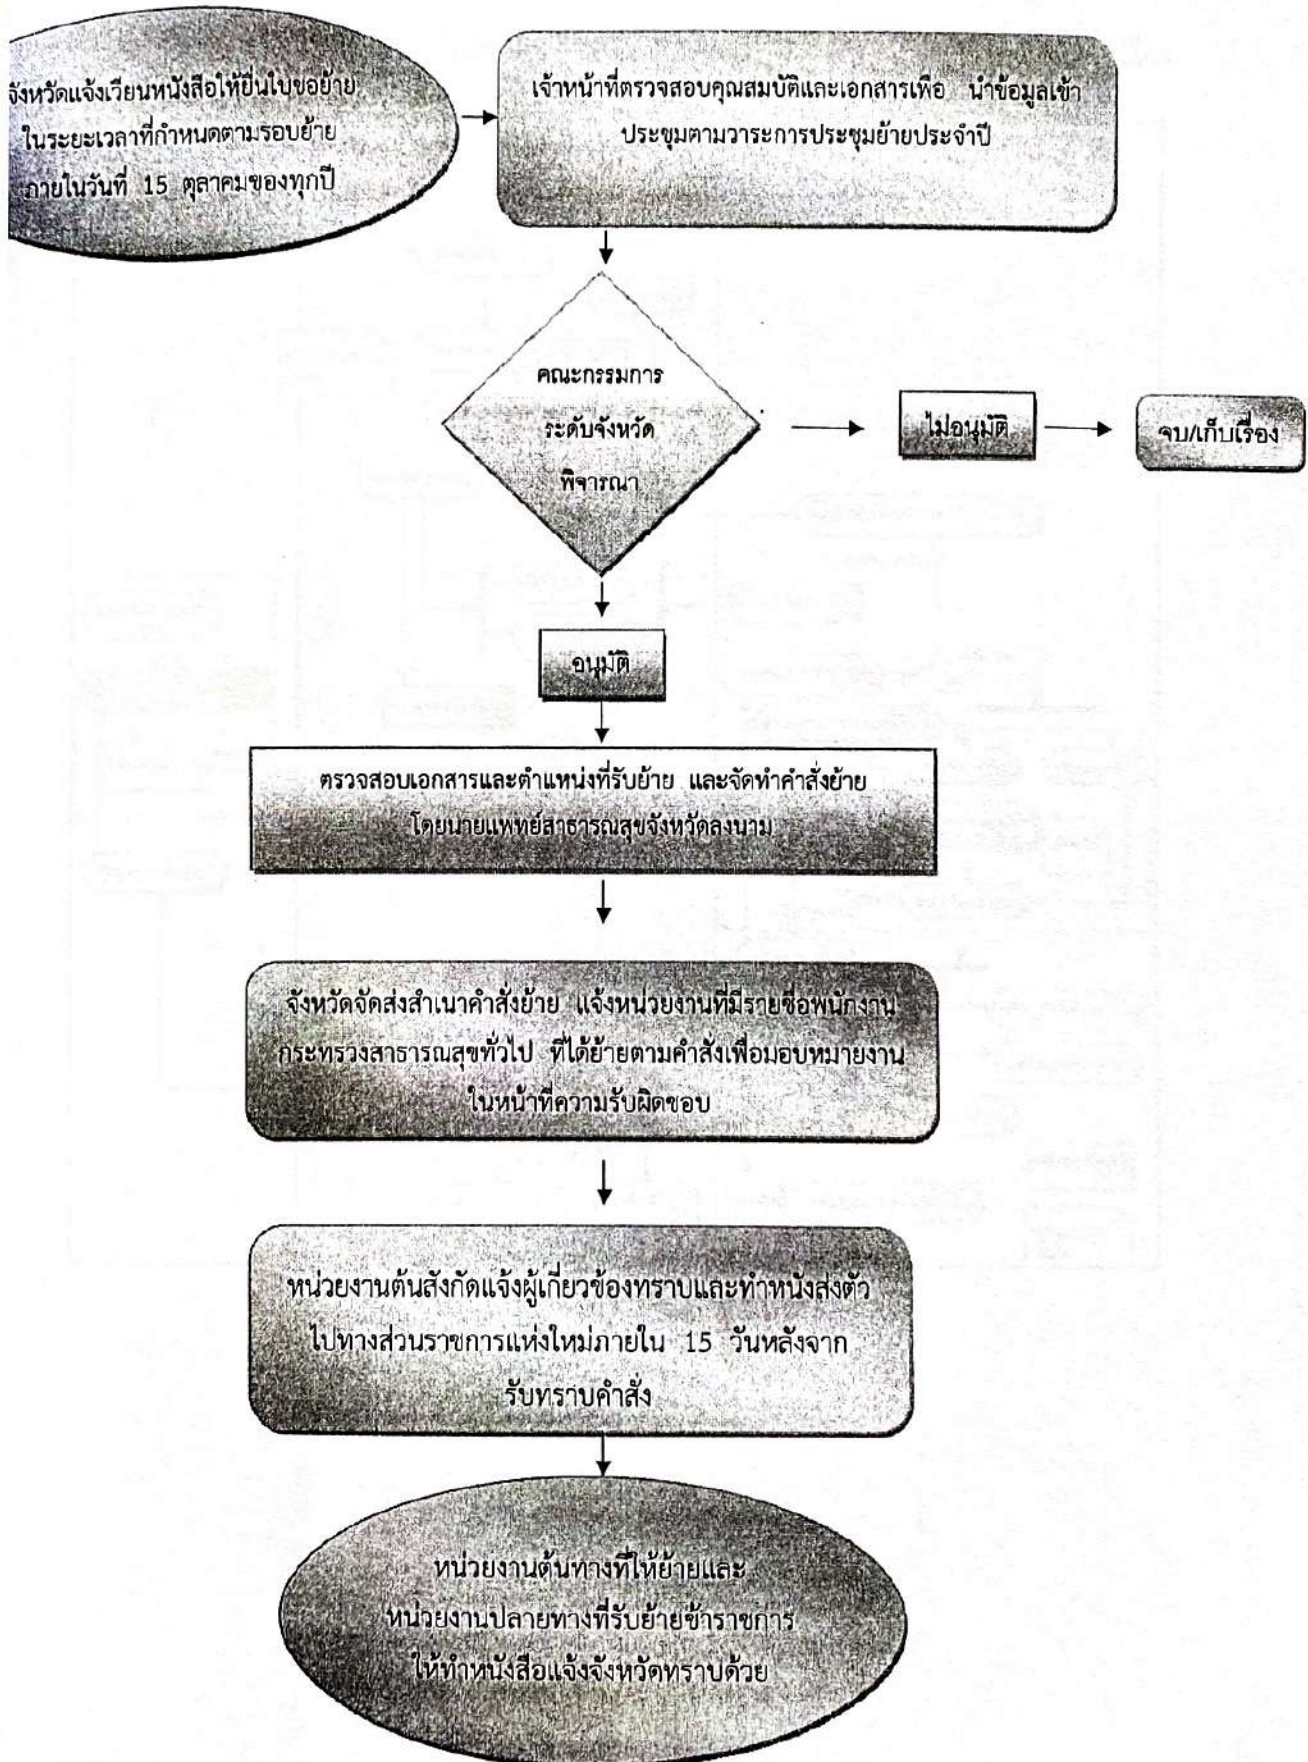 จังหวัดแจ้งเวียนหนังสือให้ยื่นใบขอย้าย
ในระยะเวลาที่กำหนดตามรอบย้าย
ภายในวันที่ 15 ตุลาคมของทุกปี
เจ้าหน้าที่ตรวจสอบคุณสมบัติและเอกสารเพื่อ นำข้อมูลเข้า
ประชุมตามวาระการประชุมย้ายประจำปี
คณะกรรมการ
ระดับจังหวัด
พิจารณา
ไม่อนุมัติ
จบ/เก็บเรื่อง
อนุมัติ
ตรวจสอบเอกสารและตำแหน่งที่รับย้าย และจัดทำคำสั่งย้าย
โดยนายแพทย์สาธารณสุขจังหวัดลงนาม
จังหวัดจัดส่งสำเนาคำสั่งย้าย แจ้งหน่วยงานที่มีรายชื่อพนักงาน
กระทรวงสาธารณสุขทั่วไป ที่ได้ย้ายตามคำสั่งเพื่อมอบหมายงาน
ในหน้าที่ความรับผิดชอบ
หน่วยงานต้นสังกัดแจ้งผู้เกี่ยวข้องทราบและทำหนังส่งตัว
ไปทางส่วนราชการแห่งใหม่ภายใน 15 วันหลังจาก
รับทราบคำสั่ง
หน่วยงานต้นทางที่ให้ย้ายและ
หน่วยงานปลายทางที่รับย้ายข้าราชการ
ให้ทำหนังสือแจ้งจังหวัดทราบด้วย